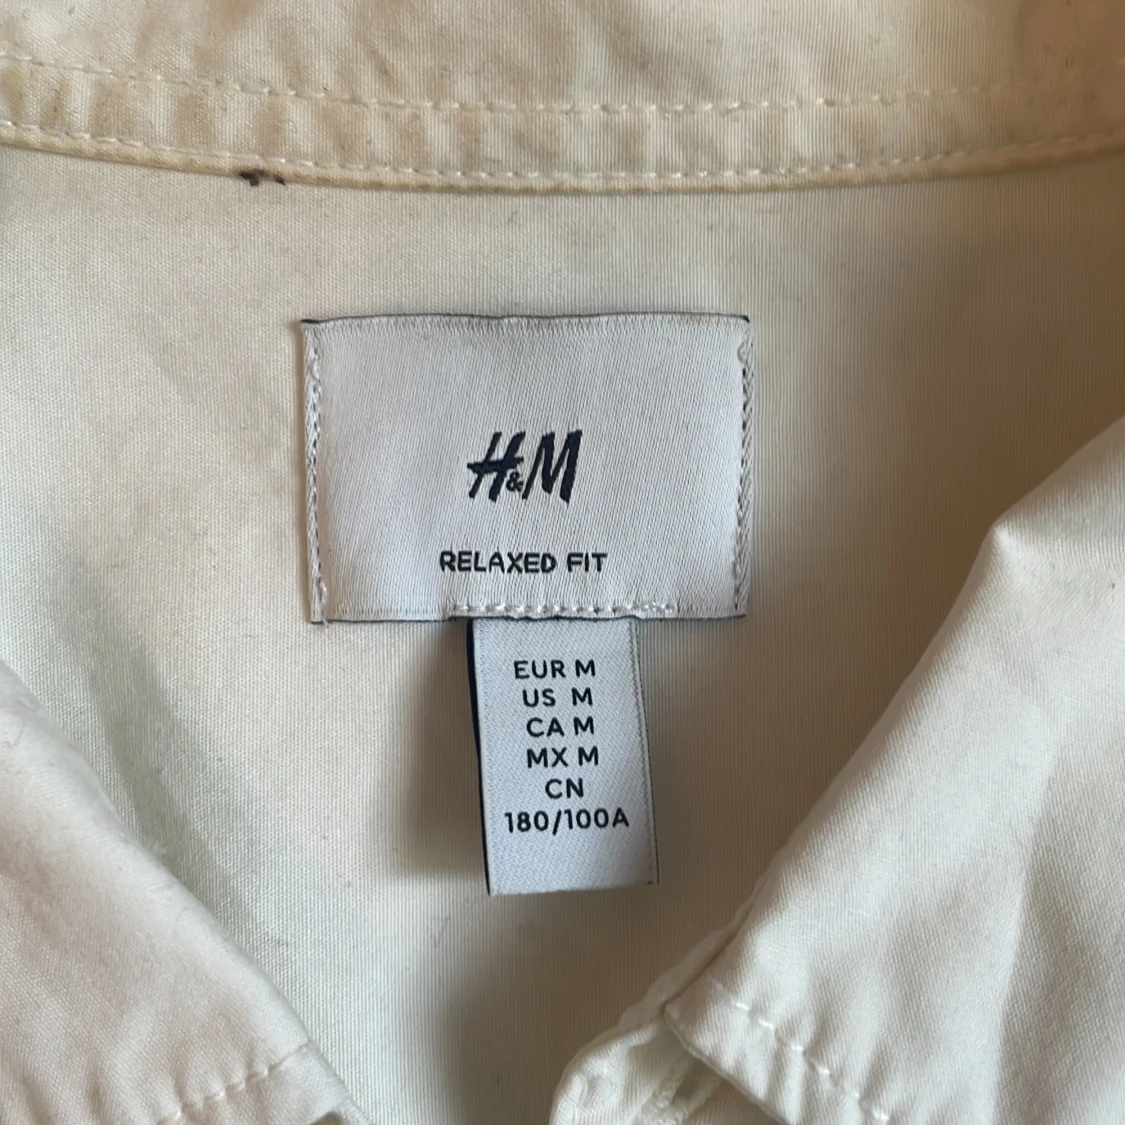 H&M
RELAXED FIT
EUR M
US M
CA M
MX M
CN
180/100A